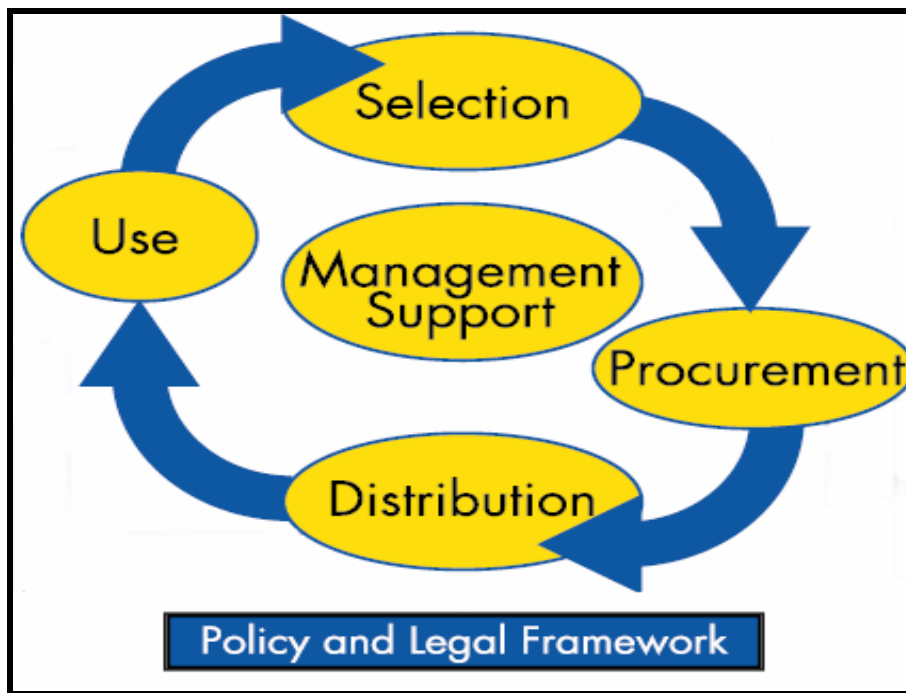 Selection
Use
Management
Support
Procurement
Distribution
Policy and Legal Framework